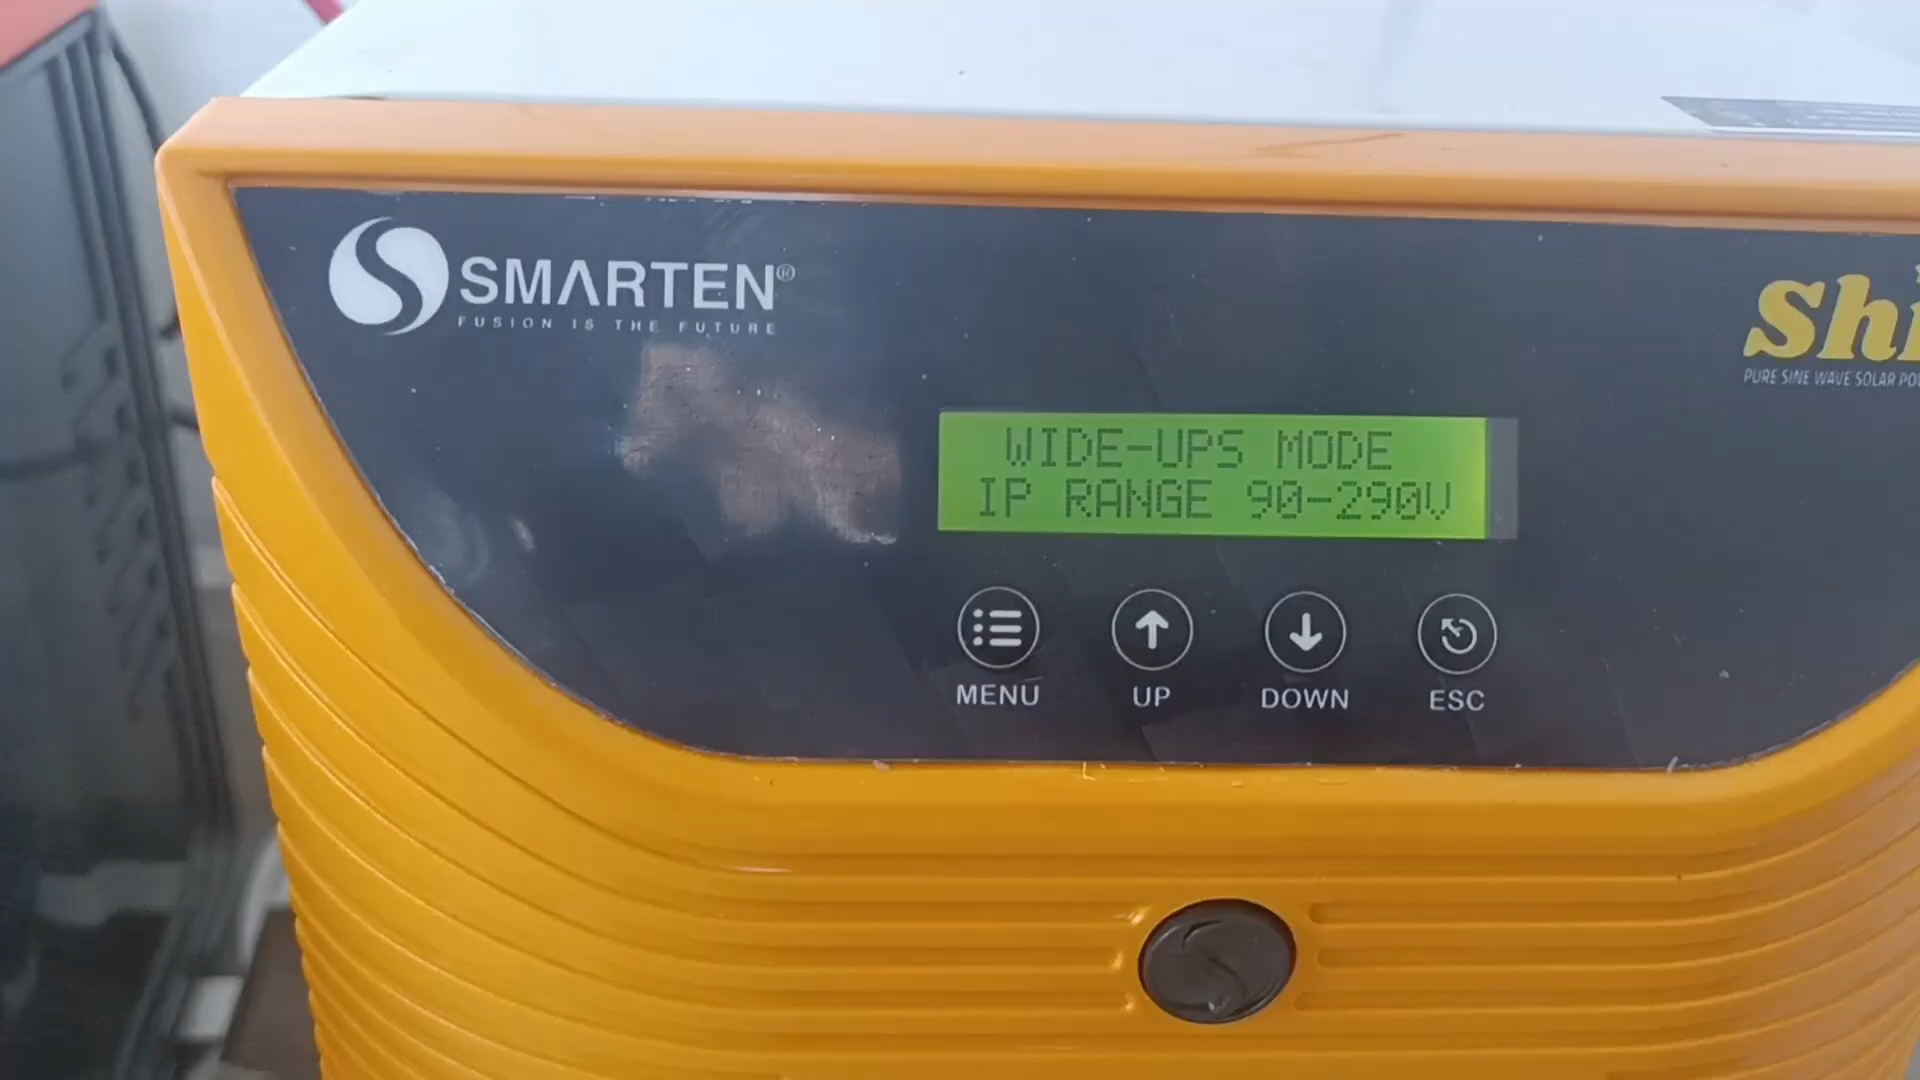 SMARTEN®
FUSION IS THE FUTURE
PURE SINE WAVE SOLAR
WIDE-UPS MODE
IP RANGE 90-290V
MENU UP DOWN ESC